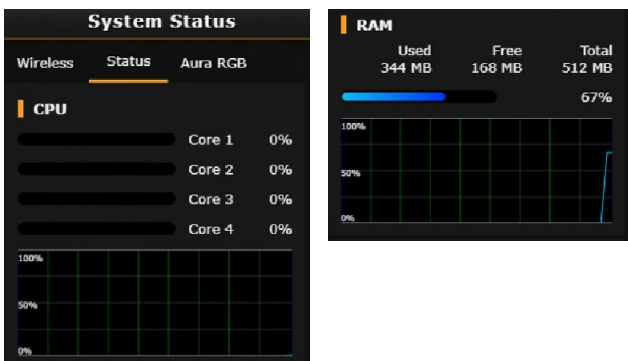 System Status
Wireless Status Aura RGB
CPU
Core 1 0%
Core 2 0%
Core 3 0%
Core 4 0%
100%
50%
0%
RAM
Used Free Total
344 MB 168 MB 512 MB
67%
100%
50%
0%